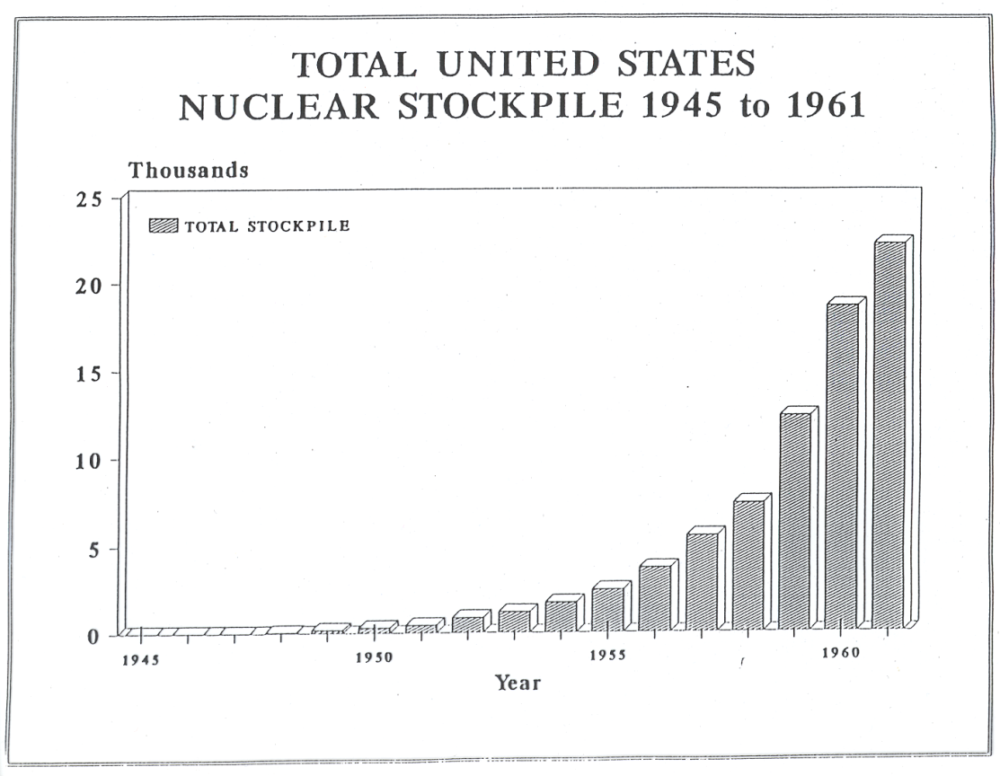 TOTAL UNITED STATES
NUCLEAR STOCKPILE 1945 to 1961
Thousands
25
TOTAL STOCKPILE
20
15
10
5
0
1945 1950 1955 1960
Year